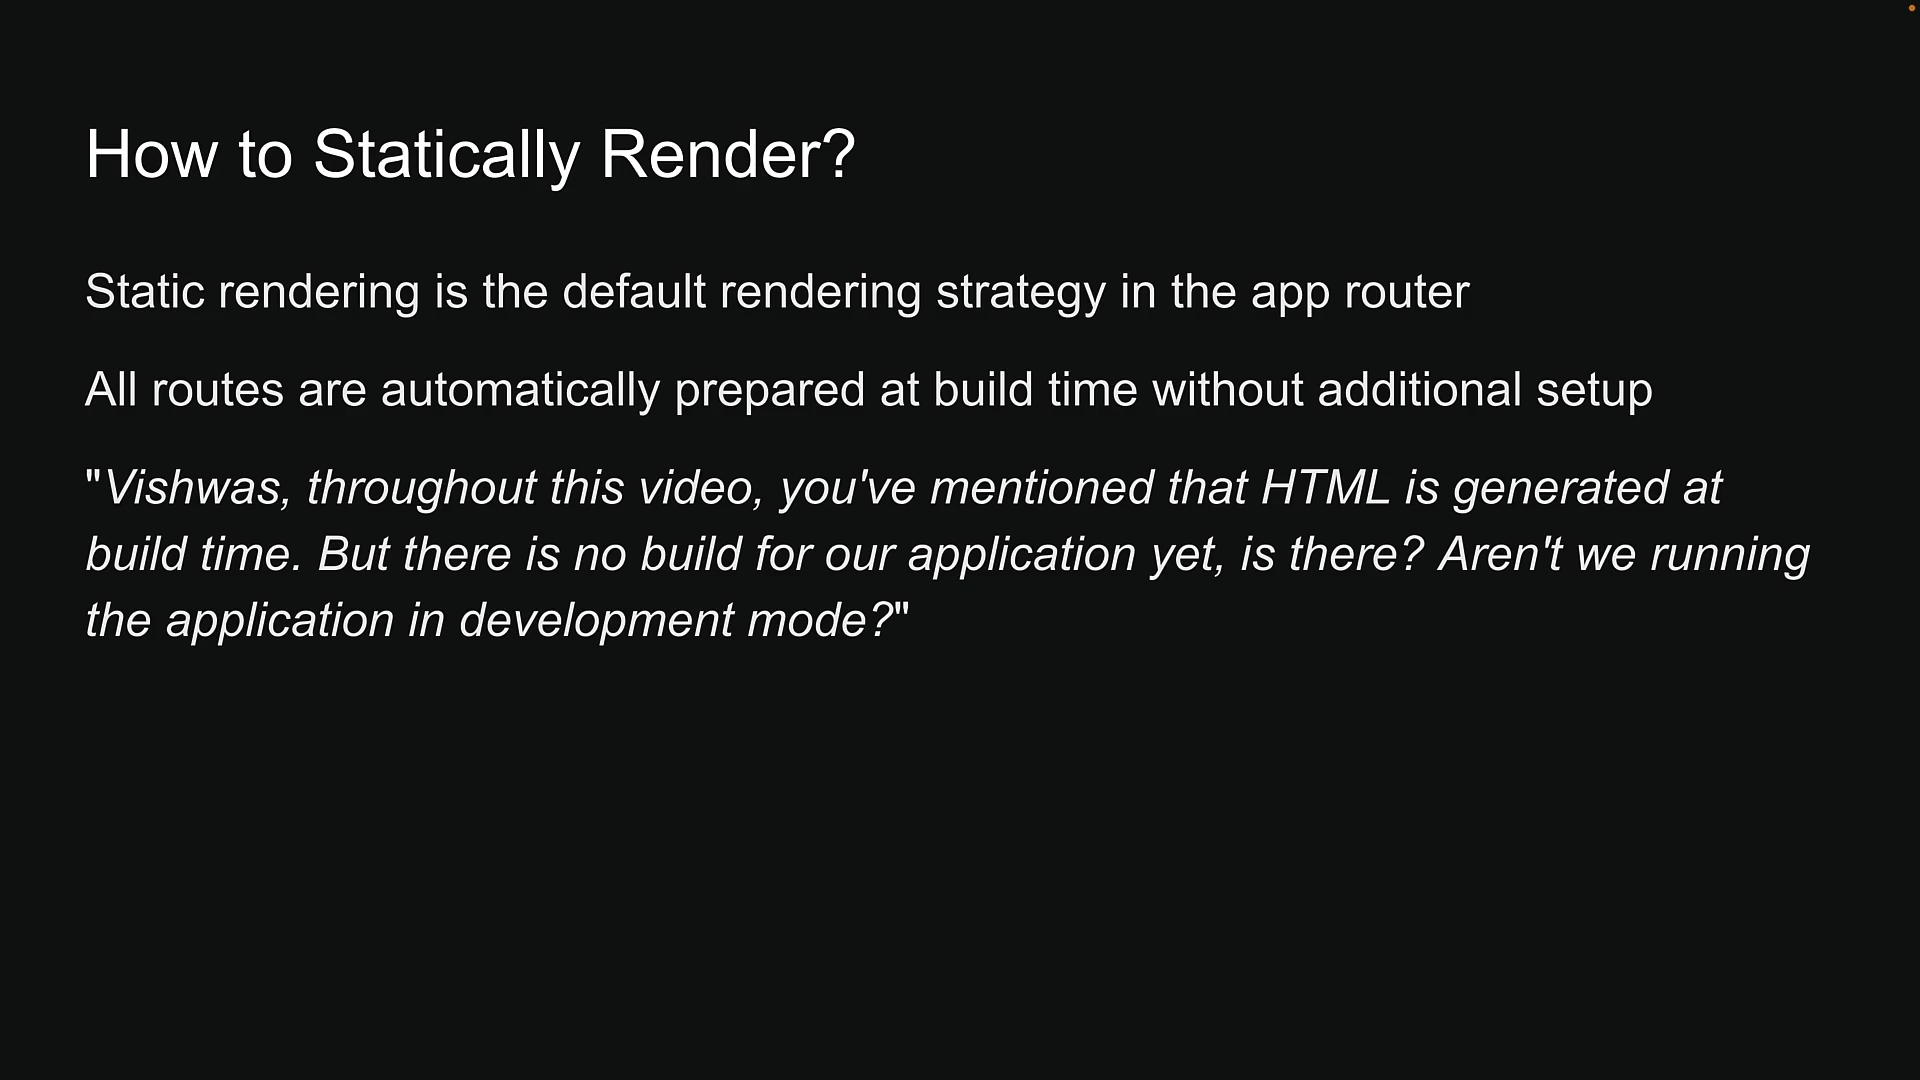 How to Statically Render?
Static rendering is the default rendering strategy in the app router
All routes are automatically prepared at build time without additional setup
"Vishwas, throughout this video, you've mentioned that HTML is generated at
build time. But there is no build for our application yet, is there? Aren't we running
the application in development mode?"